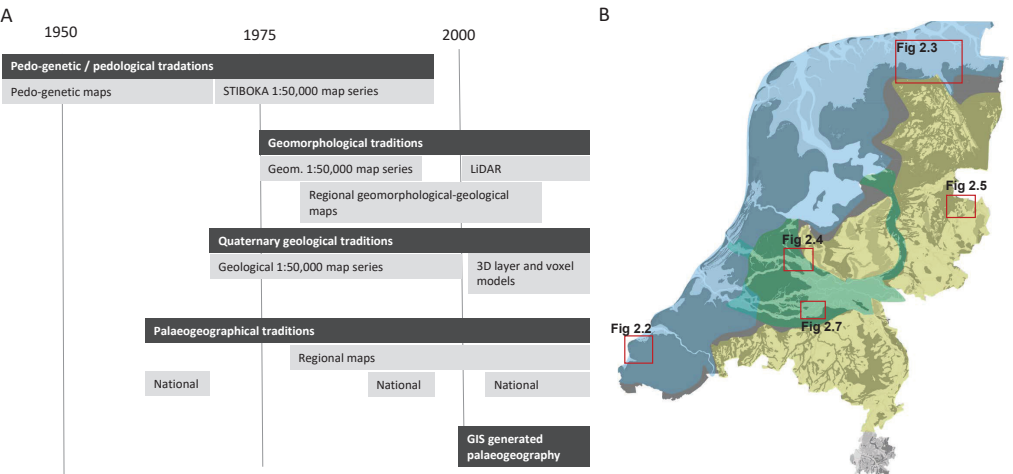 A
1950
1975
2000
Pedo-genetic / pedological tradations
Pedo-genetic maps
STIBOKA 1:50,000 map series
Geomorphological traditions
Geom. 1:50,000 map series
LiDAR
Regional geomorphological-geological
maps
Quaternary geological traditions
Geological 1:50,000 map series
3D layer and voxel
models
Palaeogeographical traditions
Regional maps
National
National
National
GIS generated
palaeogeography
B
Fig 2.3
Fig 2.5
Fig 2.4
Fig 2.7
Fig 2.2